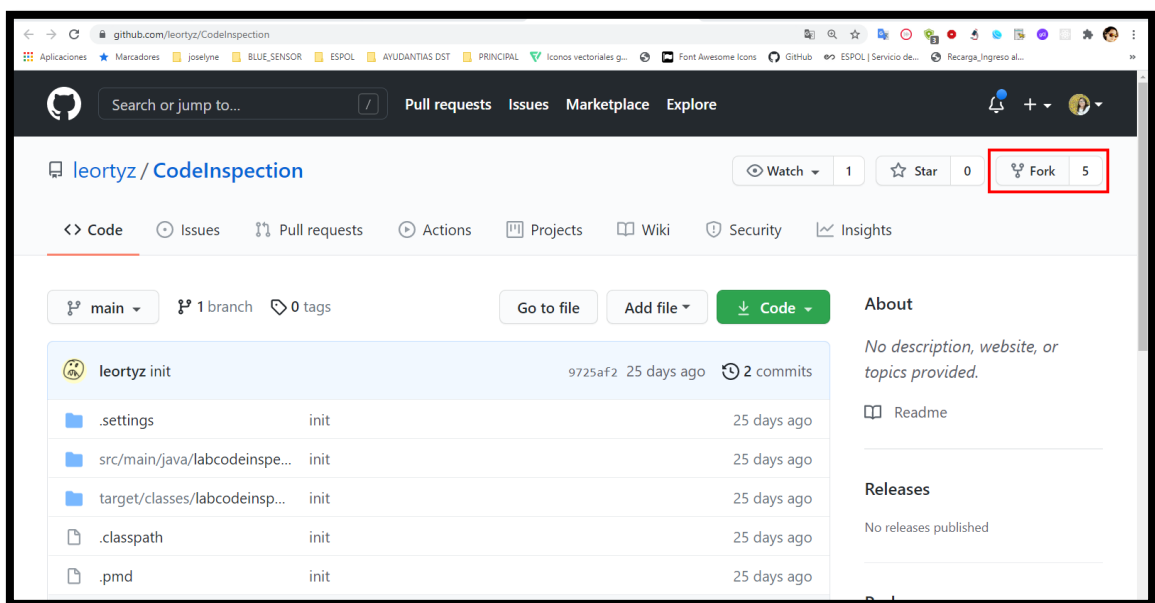 github.com/leortyz/CodeInspection
Aplicaciones Marcadores joselyne BLUE_SENSOR ESPOL AYUDANTIAS DST PRINCIPAL Iconos vectoriales g... Font Awesome Icons GitHub ESPOL | Servicio de... Recarga_Ingreso al... »
Search or jump to... / Pull requests Issues Marketplace Explore
leortyz / CodeInspection Watch 1 Star 0 Fork 5
<> Code Issues Pull requests Actions Projects Wiki Security Insights
main 1 branch 0 tags Go to file Add file Code
About
No description, website, or
topics provided.
Readme
leortyz init 9725af2 25 days ago 2 commits
.settings init 25 days ago
src/main/java/labcodeinspe... init 25 days ago
target/classes/labcodeinsp... init 25 days ago
.classpath init 25 days ago
.pmd init 25 days ago
Releases
No releases published